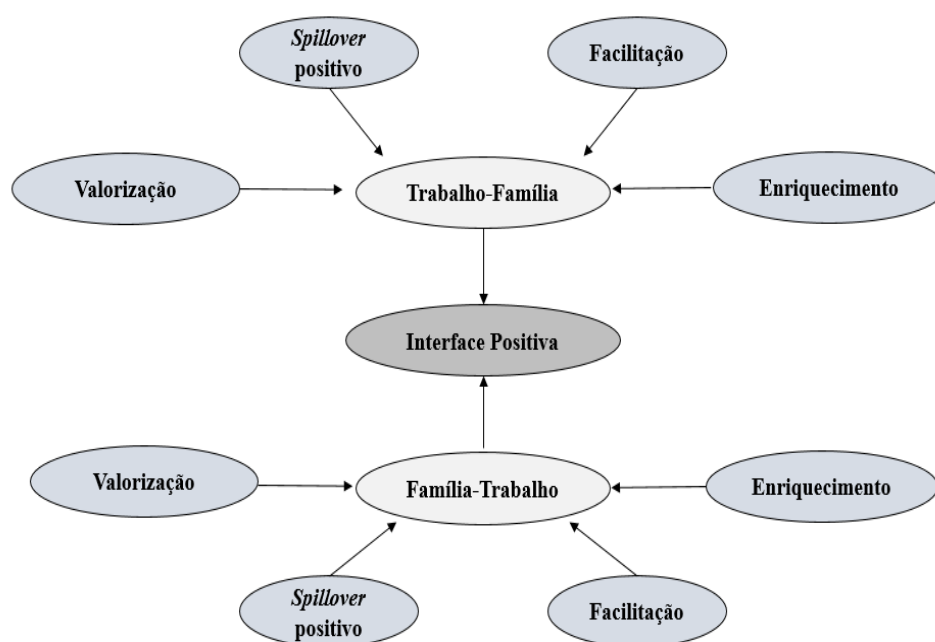 Spillover
positivo
Facilitação
Valorização
Trabalho-Família
Enriquecimento
Interface Positiva
Valorização
Família-Trabalho
Enriquecimento
Spillover
positivo
Facilitação